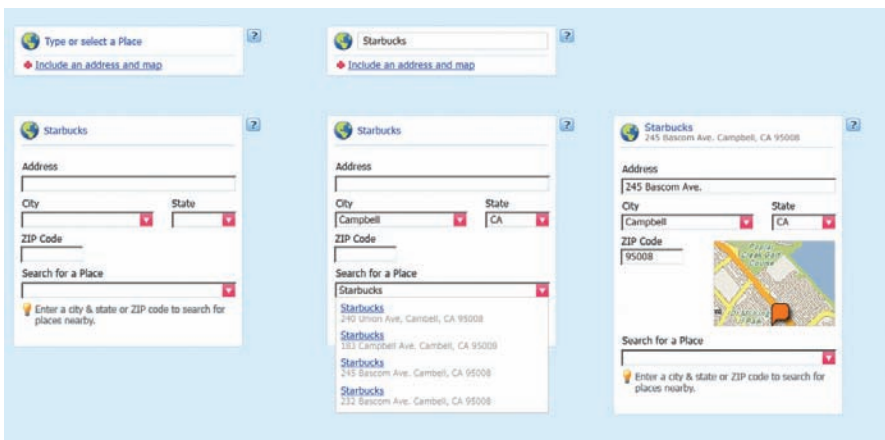 Type or select a Place
?
Include an address and map
Starbucks
?
Include an address and map
Starbucks
?
Address
City
State
ZIP Code
Search for a Place
Enter a city & state or ZIP code to search for
places nearby.
Starbucks
?
Address
City
State
Campbell
CA
ZIP Code
Search for a Place
Starbucks
Starbucks
240 Union Ave, Cambell, CA 95008
Starbucks
183 Campbell Ave. Cambell, CA 95008
Starbucks
245 Bascom Ave. Cambell, CA 95008
Starbucks
232 Bascom Ave. Cambell, CA 95008
Starbucks
245 Bascom Ave. Campbell, CA 95008
?
Address
245 Bascom Ave.
City
State
Campbell
CA
ZIP Code
95008
Search for a Place
Enter a city & state or ZIP code to search for
places nearby.